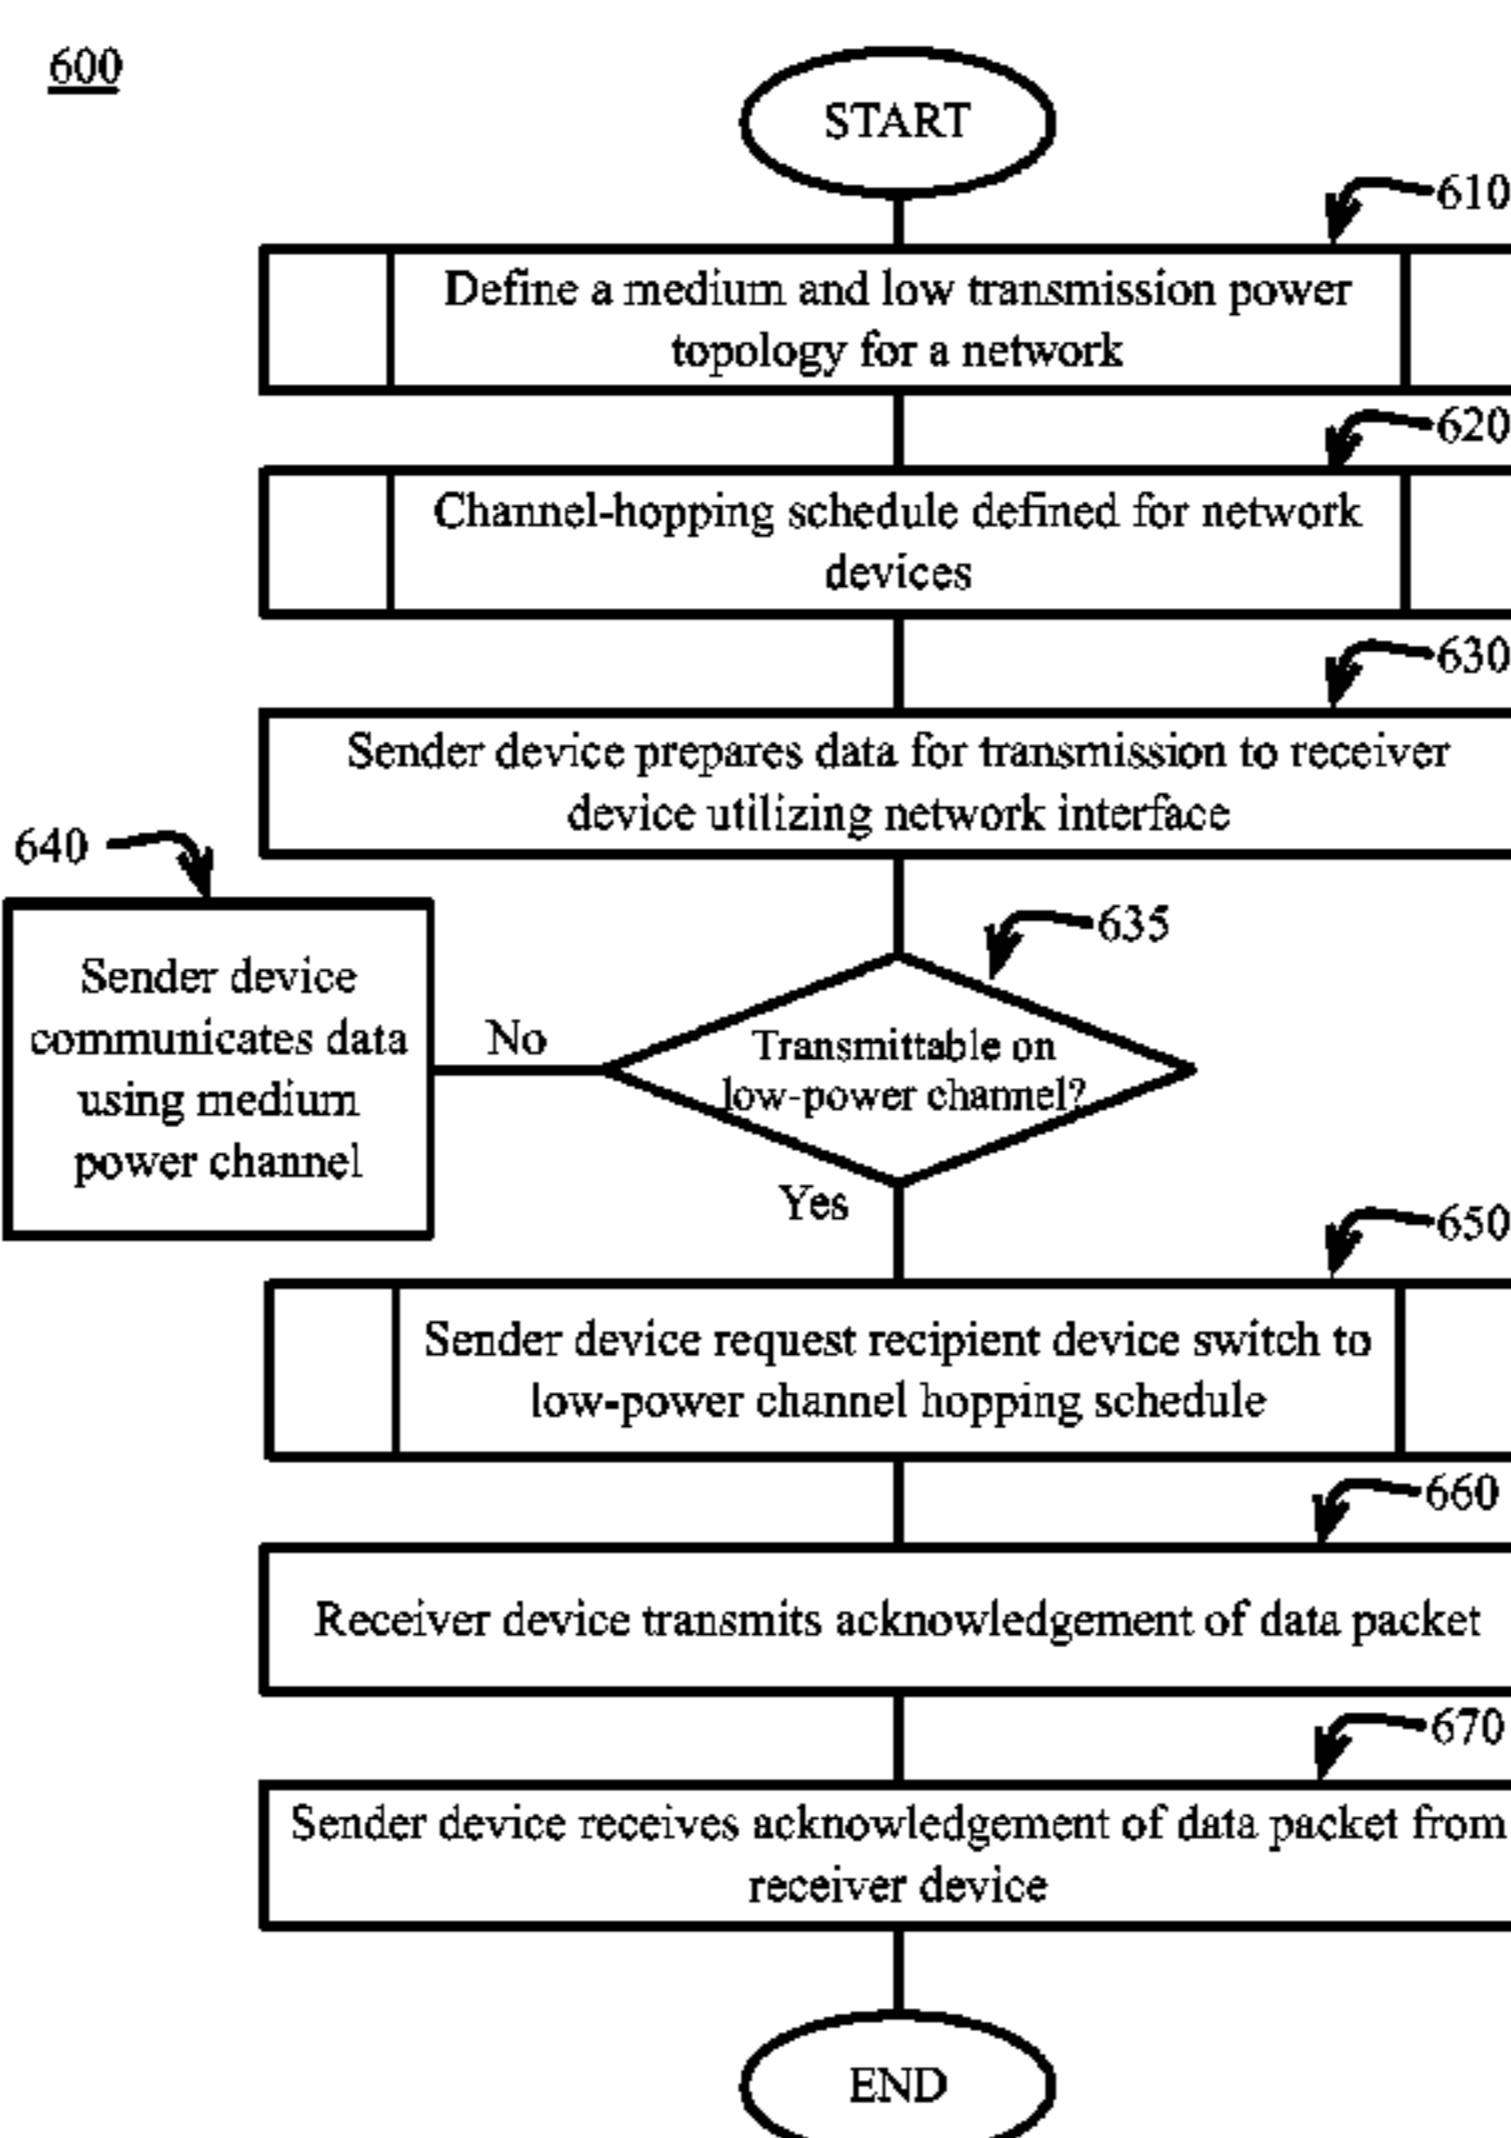 600
START
610
Define a medium and low transmission power
topology for a network
620
Channel-hopping schedule defined for network
devices
630
Sender device prepares data for transmission to receiver
device utilizing network interface
640
635
Sender device
communicates data
using medium
power channel
No
Transmittable on
low-power channel?
Yes
650
Sender device request recipient device switch to
low-power channel hopping schedule
660
Receiver device transmits acknowledgement of data packet
670
Sender device receives acknowledgement of data packet from
receiver device
END